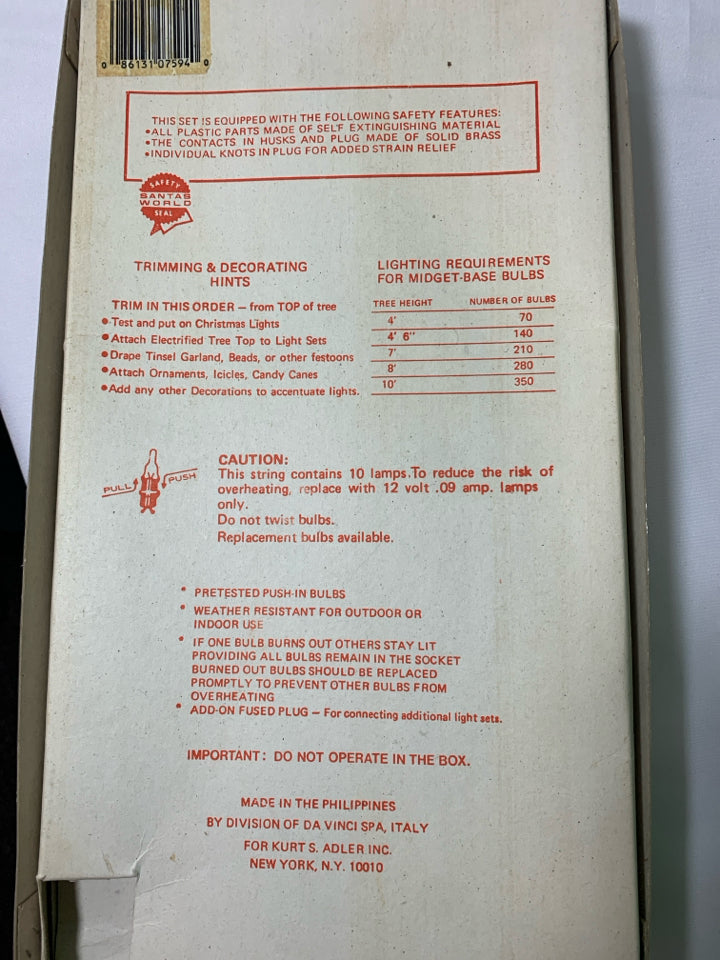 0 86131 07594 0
THIS SET IS EQUIPPED WITH THE FOLLOWING SAFETY FEATURES:
•ALL PLASTIC PARTS MADE OF SELF EXTINGUISHING MATERIAL
•THE CONTACTS IN HUSKS AND PLUG MADE OF SOLID BRASS
•INDIVIDUAL KNOTS IN PLUG FOR ADDED STRAIN RELIEF
SAFETY
SANTAS
WORLD
SEAL
TRIMMING & DECORATING
HINTS
TRIM IN THIS ORDER — from TOP of tree
•Test and put on Christmas Lights
•Attach Electrified Tree Top to Light Sets
•Drape Tinsel Garland, Beads, or other festoons
•Attach Ornaments, Icicles, Candy Canes
•Add any other Decorations to accentuate lights.
LIGHTING REQUIREMENTS
FOR MIDGET-BASE BULBS
TREE HEIGHT NUMBER OF BULBS
4' 70
4' 6" 140
7' 210
8' 280
10' 350
PULL PUSH
CAUTION:
This string contains 10 lamps.To reduce the risk of
overheating, replace with 12 volt .09 amp. lamps
only.
Do not twist bulbs.
Replacement bulbs available.
• PRETESTED PUSH-IN BULBS
• WEATHER RESISTANT FOR OUTDOOR OR
INDOOR USE
• IF ONE BULB BURNS OUT OTHERS STAY LIT
PROVIDING ALL BULBS REMAIN IN THE SOCKET
BURNED OUT BULBS SHOULD BE REPLACED
PROMPTLY TO PREVENT OTHER BULBS FROM
OVERHEATING
• ADD-ON FUSED PLUG — For connecting additional light sets.
IMPORTANT: DO NOT OPERATE IN THE BOX.
MADE IN THE PHILIPPINES
BY DIVISION OF DA VINCI SPA, ITALY
FOR KURT S. ADLER INC.
NEW YORK, N.Y. 10010